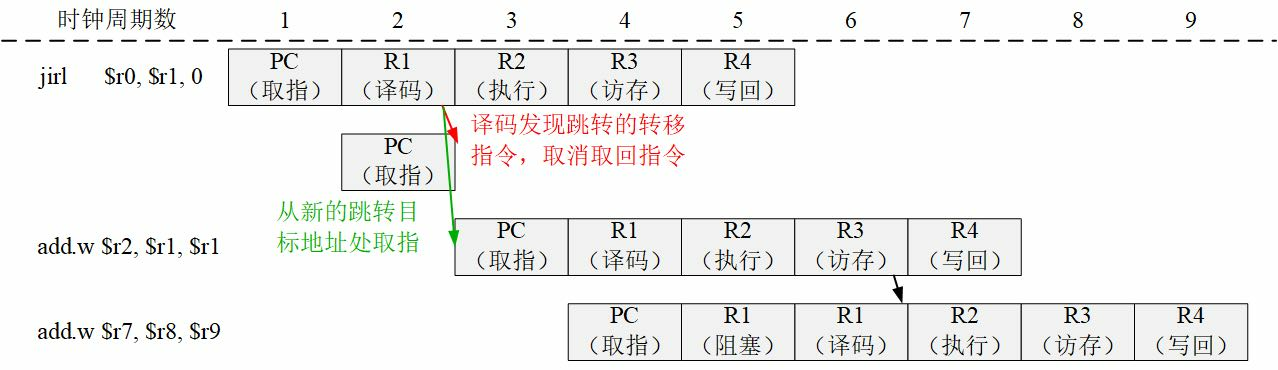 时钟周期数 1 2 3 4 5 6 7 8 9
jirl $r0, $r1, 0 PC R1 R2 R3 R4
（取指） （译码） （执行） （访存） （写回）
译码发现跳转的转移
指令，取消取回指令
PC
（取指）
从新的跳转目
标地址处取指
add.w $r2, $r1, $r1 PC R1 R2 R3 R4
（取指） （译码） （执行） （访存） （写回）
add.w $r7, $r8, $r9 PC R1 R1 R2 R3 R4
（取指） （阻塞） （译码） （执行） （访存） （写回）